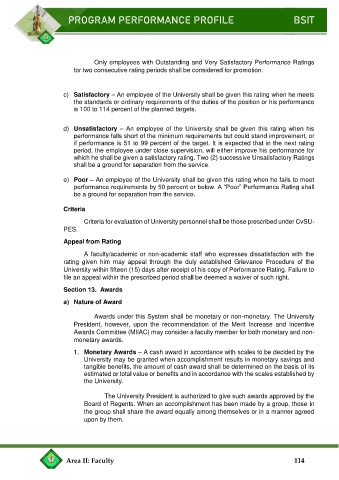 PROGRAM PERFORMANCE PROFILE BSIT
Only employees with Outstanding and Very Satisfactory Performance Ratings
for two consecutive rating periods shall be considered for promotion.
c) Satisfactory – An employee of the University shall be given this rating when he meets
the standards or ordinary requirements of the duties of the position or his performance
is 100 to 114 percent of the planned targets.
d) Unsatisfactory – An employee of the University shall be given this rating when his
performance falls short of the minimum requirements but could stand improvement, or
if performance is 51 to 99 percent of the target. It is expected that in the next rating
period, the employee under close supervision, will either improve his performance for
which he shall be given a satisfactory rating. Two (2) successive Unsatisfactory Ratings
shall be a ground for separation from the service.
e) Poor – An employee of the University shall be given this rating when he fails to meet
performance requirements by 50 percent or below. A "Poor" Performance Rating shall
be a ground for separation from the service.
Criteria
Criteria for evaluation of University personnel shall be those prescribed under CvSU-
PES.
Appeal from Rating
A faculty/academic or non-academic staff who expresses dissatisfaction with the
rating given him may appeal through the duly established Grievance Procedure of the
University within fifteen (15) days after receipt of his copy of Performance Rating. Failure to
file an appeal within the prescribed period shall be deemed a waiver of such right.
Section 13. Awards
a) Nature of Award
Awards under this System shall be monetary or non-monetary. The University
President, however, upon the recommendation of the Merit Increase and Incentive
Awards Committee (MIIAC) may consider a faculty member for both monetary and non-
monetary awards.
1. Monetary Awards – A cash award in accordance with scales to be decided by the
University may be granted when accomplishment results in monetary savings and
tangible benefits, the amount of cash award shall be determined on the basis of its
estimated or total value or benefits and in accordance with the scales established by
the University.
The University President is authorized to give such awards approved by the
Board of Regents. When an accomplishment has been made by a group, those in
the group shall share the award equally among themselves or in a manner agreed
upon by them.
Area II: Faculty 114